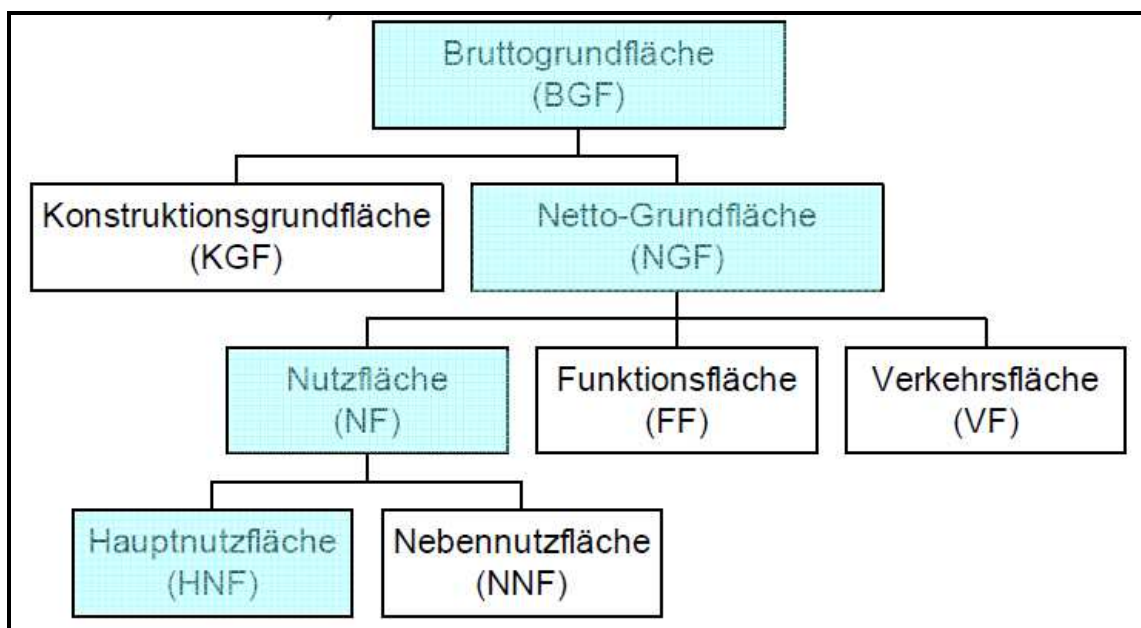 Bruttogrundfläche
(BGF)
Konstruktionsgrundfläche
(KGF)
Netto-Grundfläche
(NGF)
Nutzfläche
(NF)
Funktionsfläche
(FF)
Verkehrsfläche
(VF)
Hauptnutzfläche
(HNF)
Nebennutzfläche
(NNF)